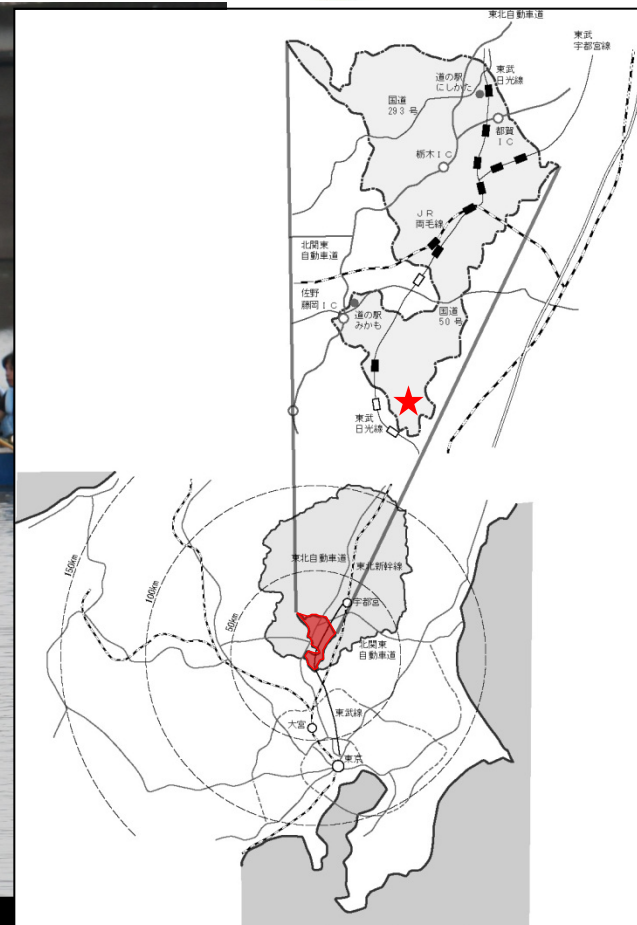 東北自動車道
東武
宇都宮線
東武
日光線
道の駅
にしかた
国道
293号
都賀
IC
栃木IC
JR
両毛線
北関東
自動車道
佐野
藤岡IC
道の駅
みかも
国道
50号
東武
日光線
150km
100km
50km
東北自動車道
東北新幹線
宇都宮
北関東
自動車道
東武線
大宮
東京